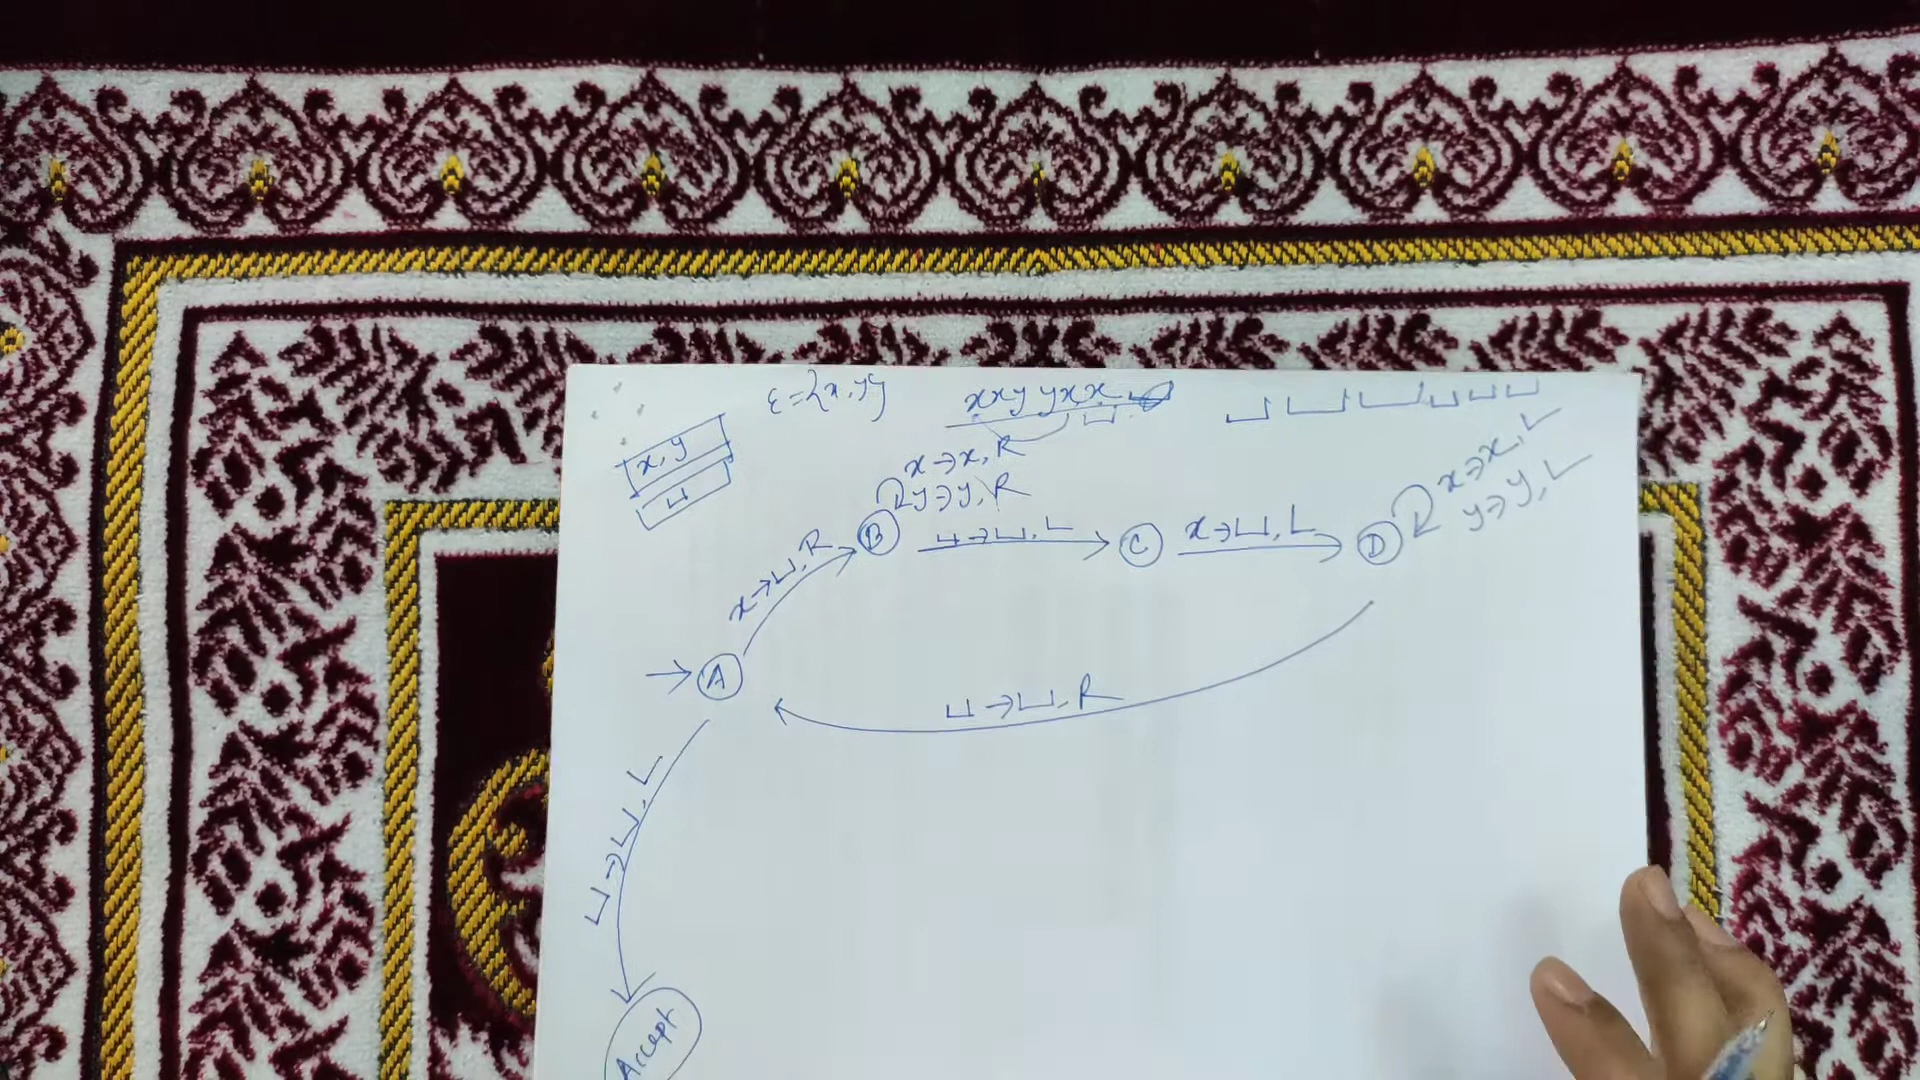 ε = {x, y}
xxyyxx⊔
⊔ ⊔ ⊔ ⊔ ⊔ ⊔
x, y
⊔
x→x, R
y→y, R
x→x, L
y→y, L
B
⊔→⊔, L
C
x→⊔, L
D
x→⊔, R
A
⊔→⊔, R
⊔→⊔, L
Accept